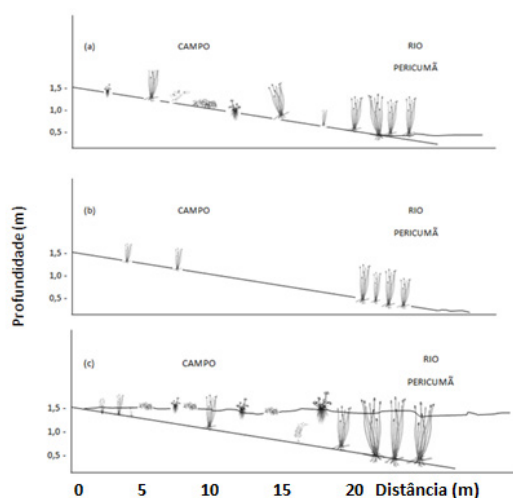 (a) CAMPO RIO
PERICUMÃ
1,5 -
1,0 -
0,5 -
(b) CAMPO RIO
PERICUMÃ
1,5 -
1,0 -
0,5 -
(c) CAMPO RIO
PERICUMÃ
1,5 -
1,0 -
0,5 -
Profundidade (m)
0 5 10 15 20 Distância (m)